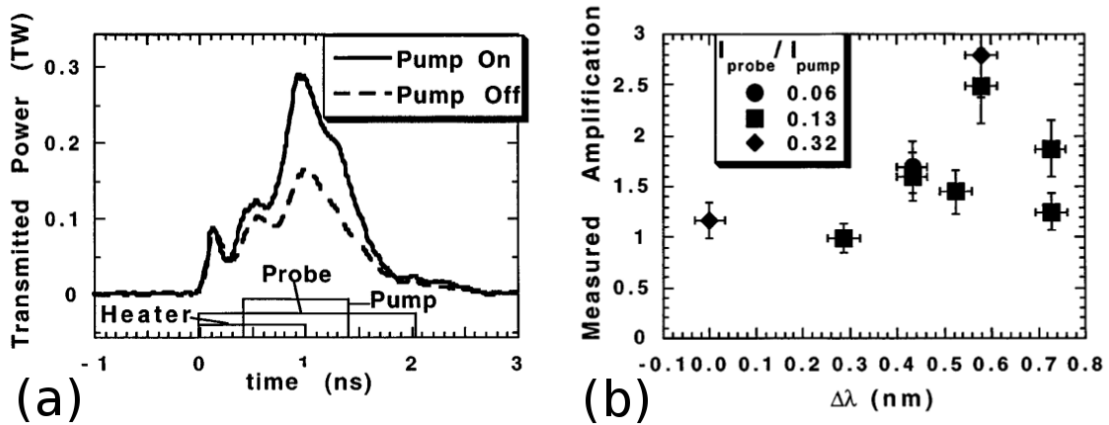 Transmitted Power (TW)
0.3
0.2
0.1
0
Pump On
Pump Off
Probe
Pump
Heater
-1 0 1 2 3
time (ns)
(a)
Measured Amplification
3
2.5
2
1.5
1
0.5
0
I probe / I pump
0.06
0.13
0.32
-0.10.0 0.1 0.2 0.3 0.4 0.5 0.6 0.7 0.8
Δλ (nm)
(b)